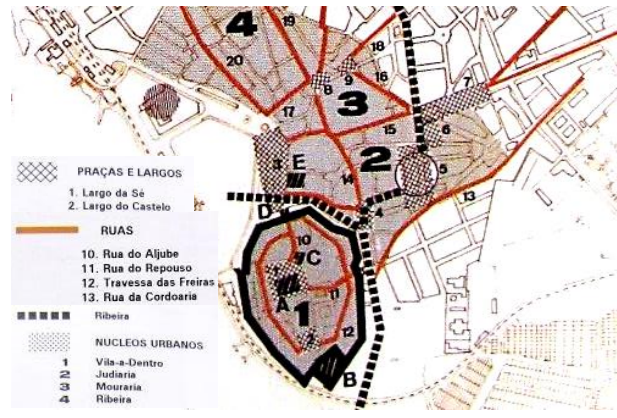 4
19
20
18
9
16
8
3
17
7
15
6
E
2
5
14
13
D
4
10
C
A
11
1
12
2
B
PRAÇAS E LARGOS
1. Largo da Sé
2. Largo do Castelo
RUAS
10. Rua do Aljube
11. Rua do Repouso
12. Travessa das Freiras
13. Rua da Cordoaria
Ribeira
NUCLEOS URBANOS
1 Vila-a-Dentro
2 Judiaria
3 Mouraria
4 Ribeira